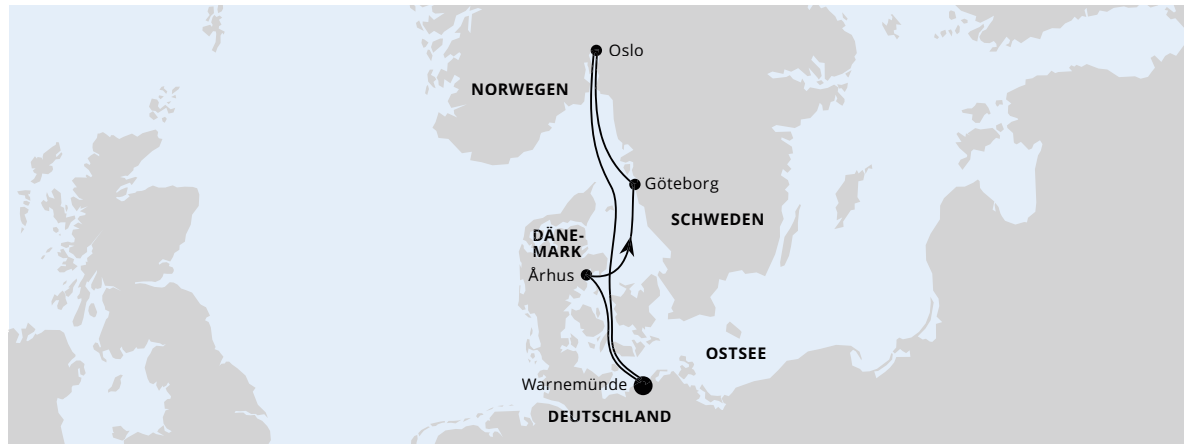 Oslo
NORWEGEN
Göteborg
SCHWEDEN
DÄNE-
MARK
Århus
OSTSEE
Warnemünde
DEUTSCHLAND